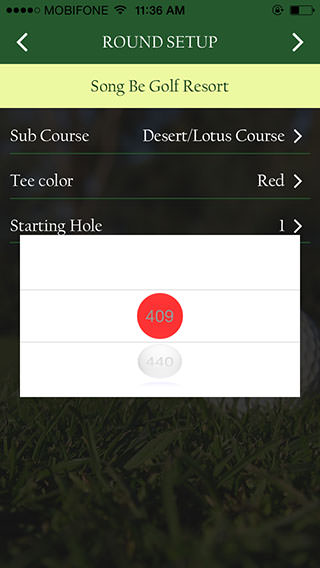 MOBIFONE 11:36 AM
ROUND SETUP
Song Be Golf Resort
Sub Course Desert/Lotus Course
Tee color Red
Starting Hole 1
409
440